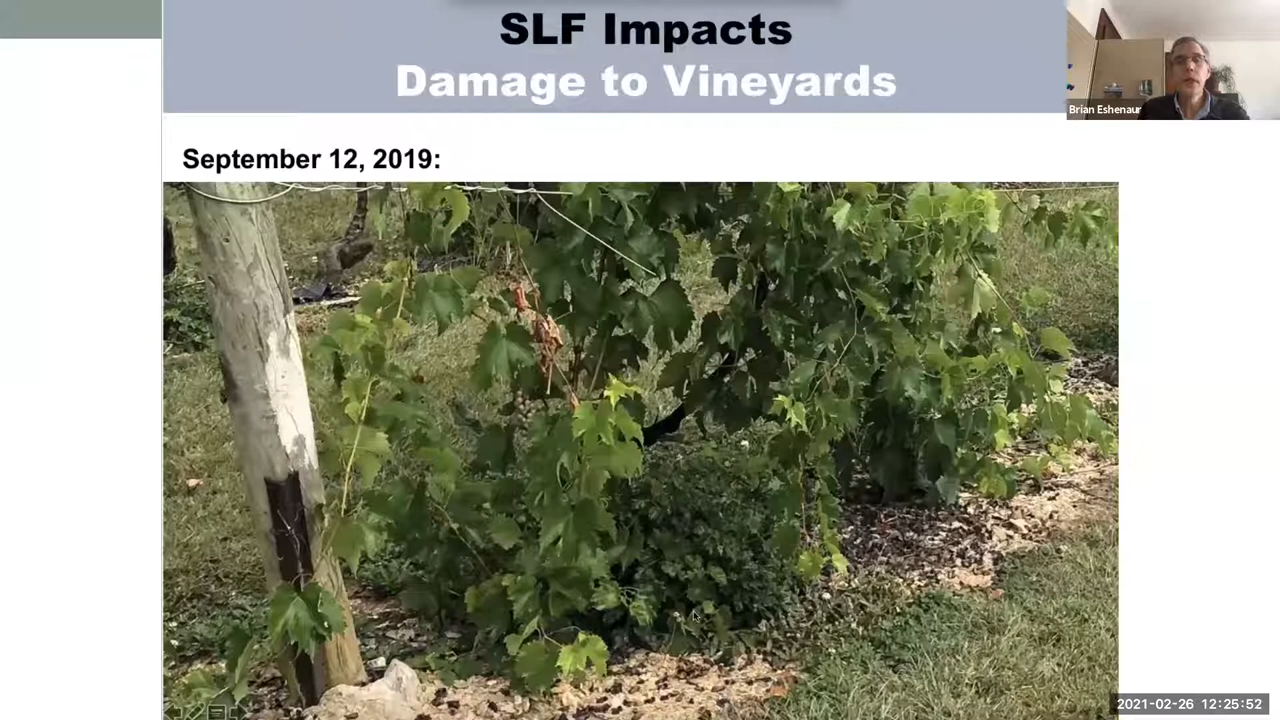 SLF Impacts
Damage to Vineyards
Brian Eshenaur
September 12, 2019:
2021-02-26 12:25:52